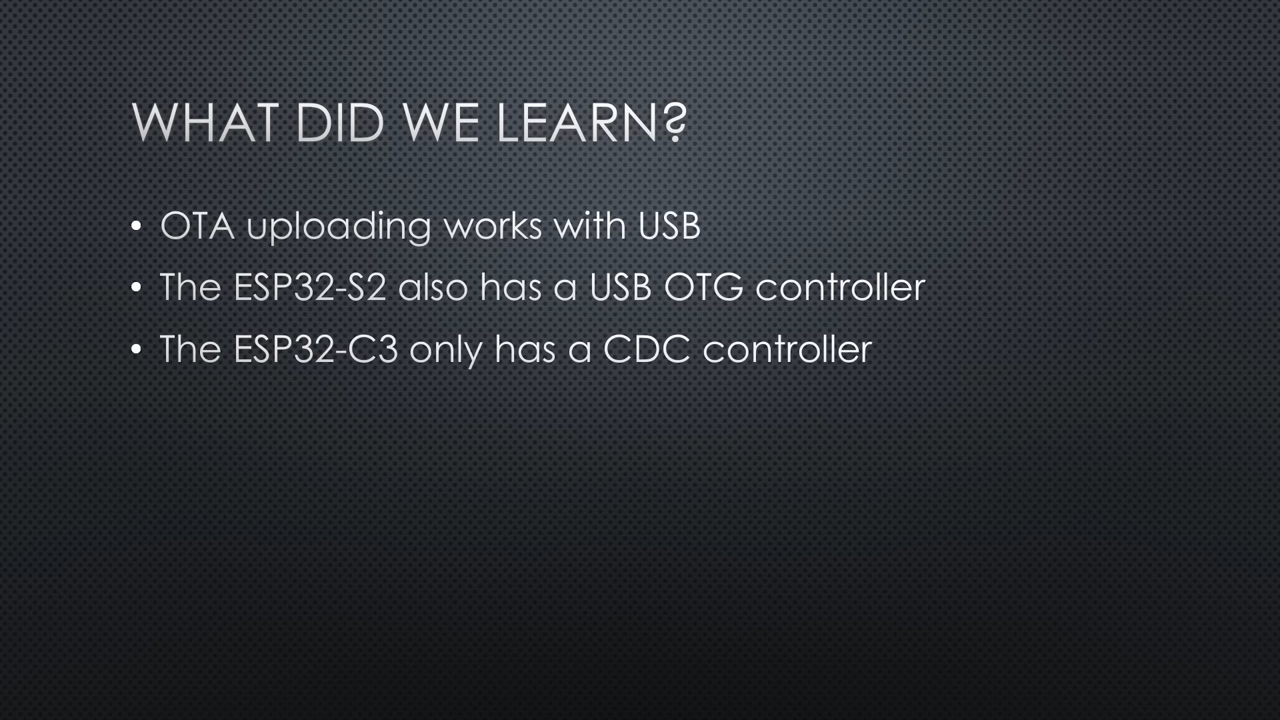 WHAT DID WE LEARN?
• OTA uploading works with USB
• The ESP32-S2 also has a USB OTG controller
• The ESP32-C3 only has a CDC controller